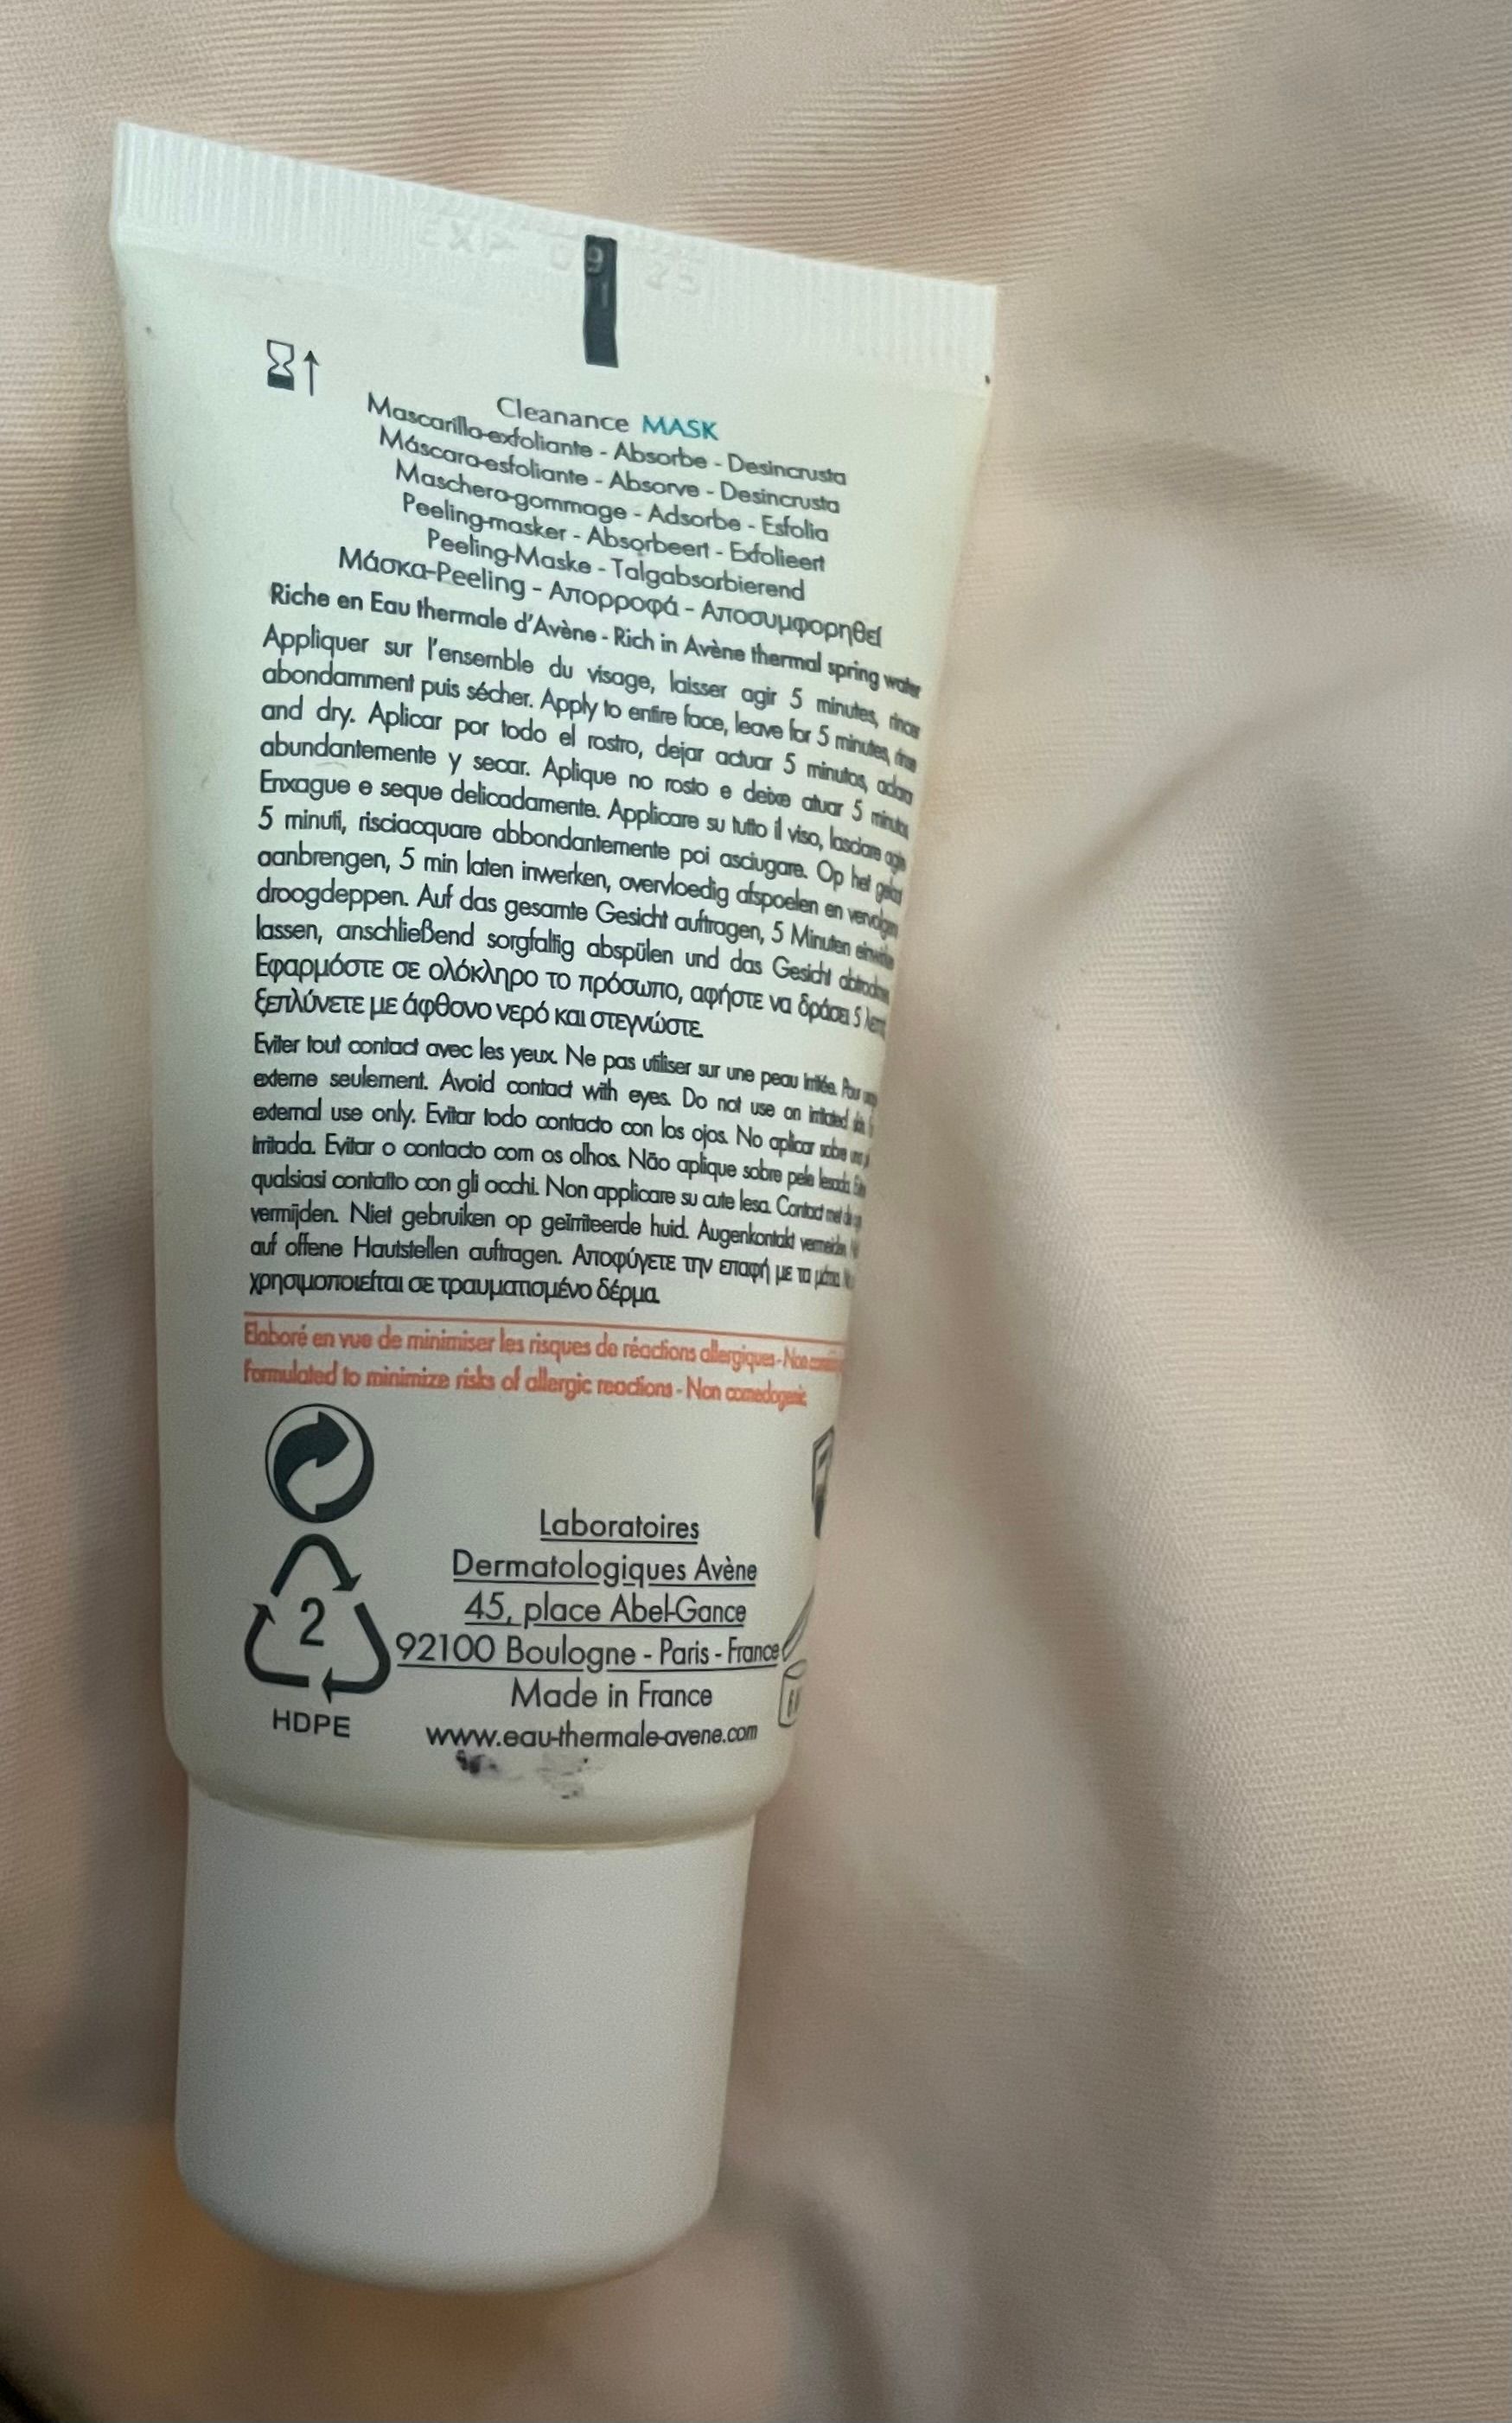 EXP 09 23
Cleanance MASK
Mascarilla-exfoliante - Absorbe - Desincrusta
Máscara-esfoliante - Absorve - Desincrusta
Maschera-gommage - Adsorbe - Esfolia
Peeling-masker - Absorbeert - Exfolieert
Peeling-Maske - Talgabsorbierend
Μάσκα-Peeling - Απορροφά - Αποσυμφορηθεί
Riche en Eau thermale d'Avène - Rich in Avène thermal spring water
Appliquer sur l'ensemble du visage, laisser agir 5 minutes, rincer
abondamment puis sécher. Apply to entire face, leave for 5 minutes, rinse
and dry. Aplicar por todo el rostro, dejar actuar 5 minutos, aclarar
abundantemente y secar. Aplique no rosto e deixe atuar 5 minutos
Enxague e seque delicadamente. Applicare su tutto il viso, lasciare agire
5 minuti, risciacquare abbondantemente poi asciugare. Op het gelaat
aanbrengen, 5 min laten inwerken, overvloedig afspoelen en vervolgens
droogdeppen. Auf das gesamte Gesicht auftragen, 5 Minuten
lassen, anschließend sorgfältig abspülen und das Gesicht
Εφαρμόστε σε ολόκληρο το πρόσωπο, αφήστε να δράσει 5
ξεπλύνετε με άφθονο νερό και στεγνώστε.
Eviter tout contact avec les yeux. Ne pas utiliser sur une peau irritée. Pour
externe seulement. Avoid contact with eyes. Do not use on irritated
external use only. Evitar todo contacto con los ojos. No aplicar sobre
irritada. Evitar o contacto com os olhos. Não aplique sobre pele lesada.
qualsiasi contatto con gli occhi. Non applicare su cute lesa. Contact met de
vermijden. Niet gebruiken op geïrriteerde huid. Augenkontakt
auf offene Hautstellen auftragen. Αποφύγετε την επαφή με τα μάτια.
χρησιμοποιείται σε τραυματισμένο δέρμα.
Elaboré en vue de minimiser les risques de réactions allergiques - Non
Formulated to minimize risks of allergic reactions - Non comedogenic
Laboratoires
Dermatologiques Avène
45, place Abel-Gance
92100 Boulogne - Paris - France
Made in France
www.eau-thermale-avene.com
2
HDPE